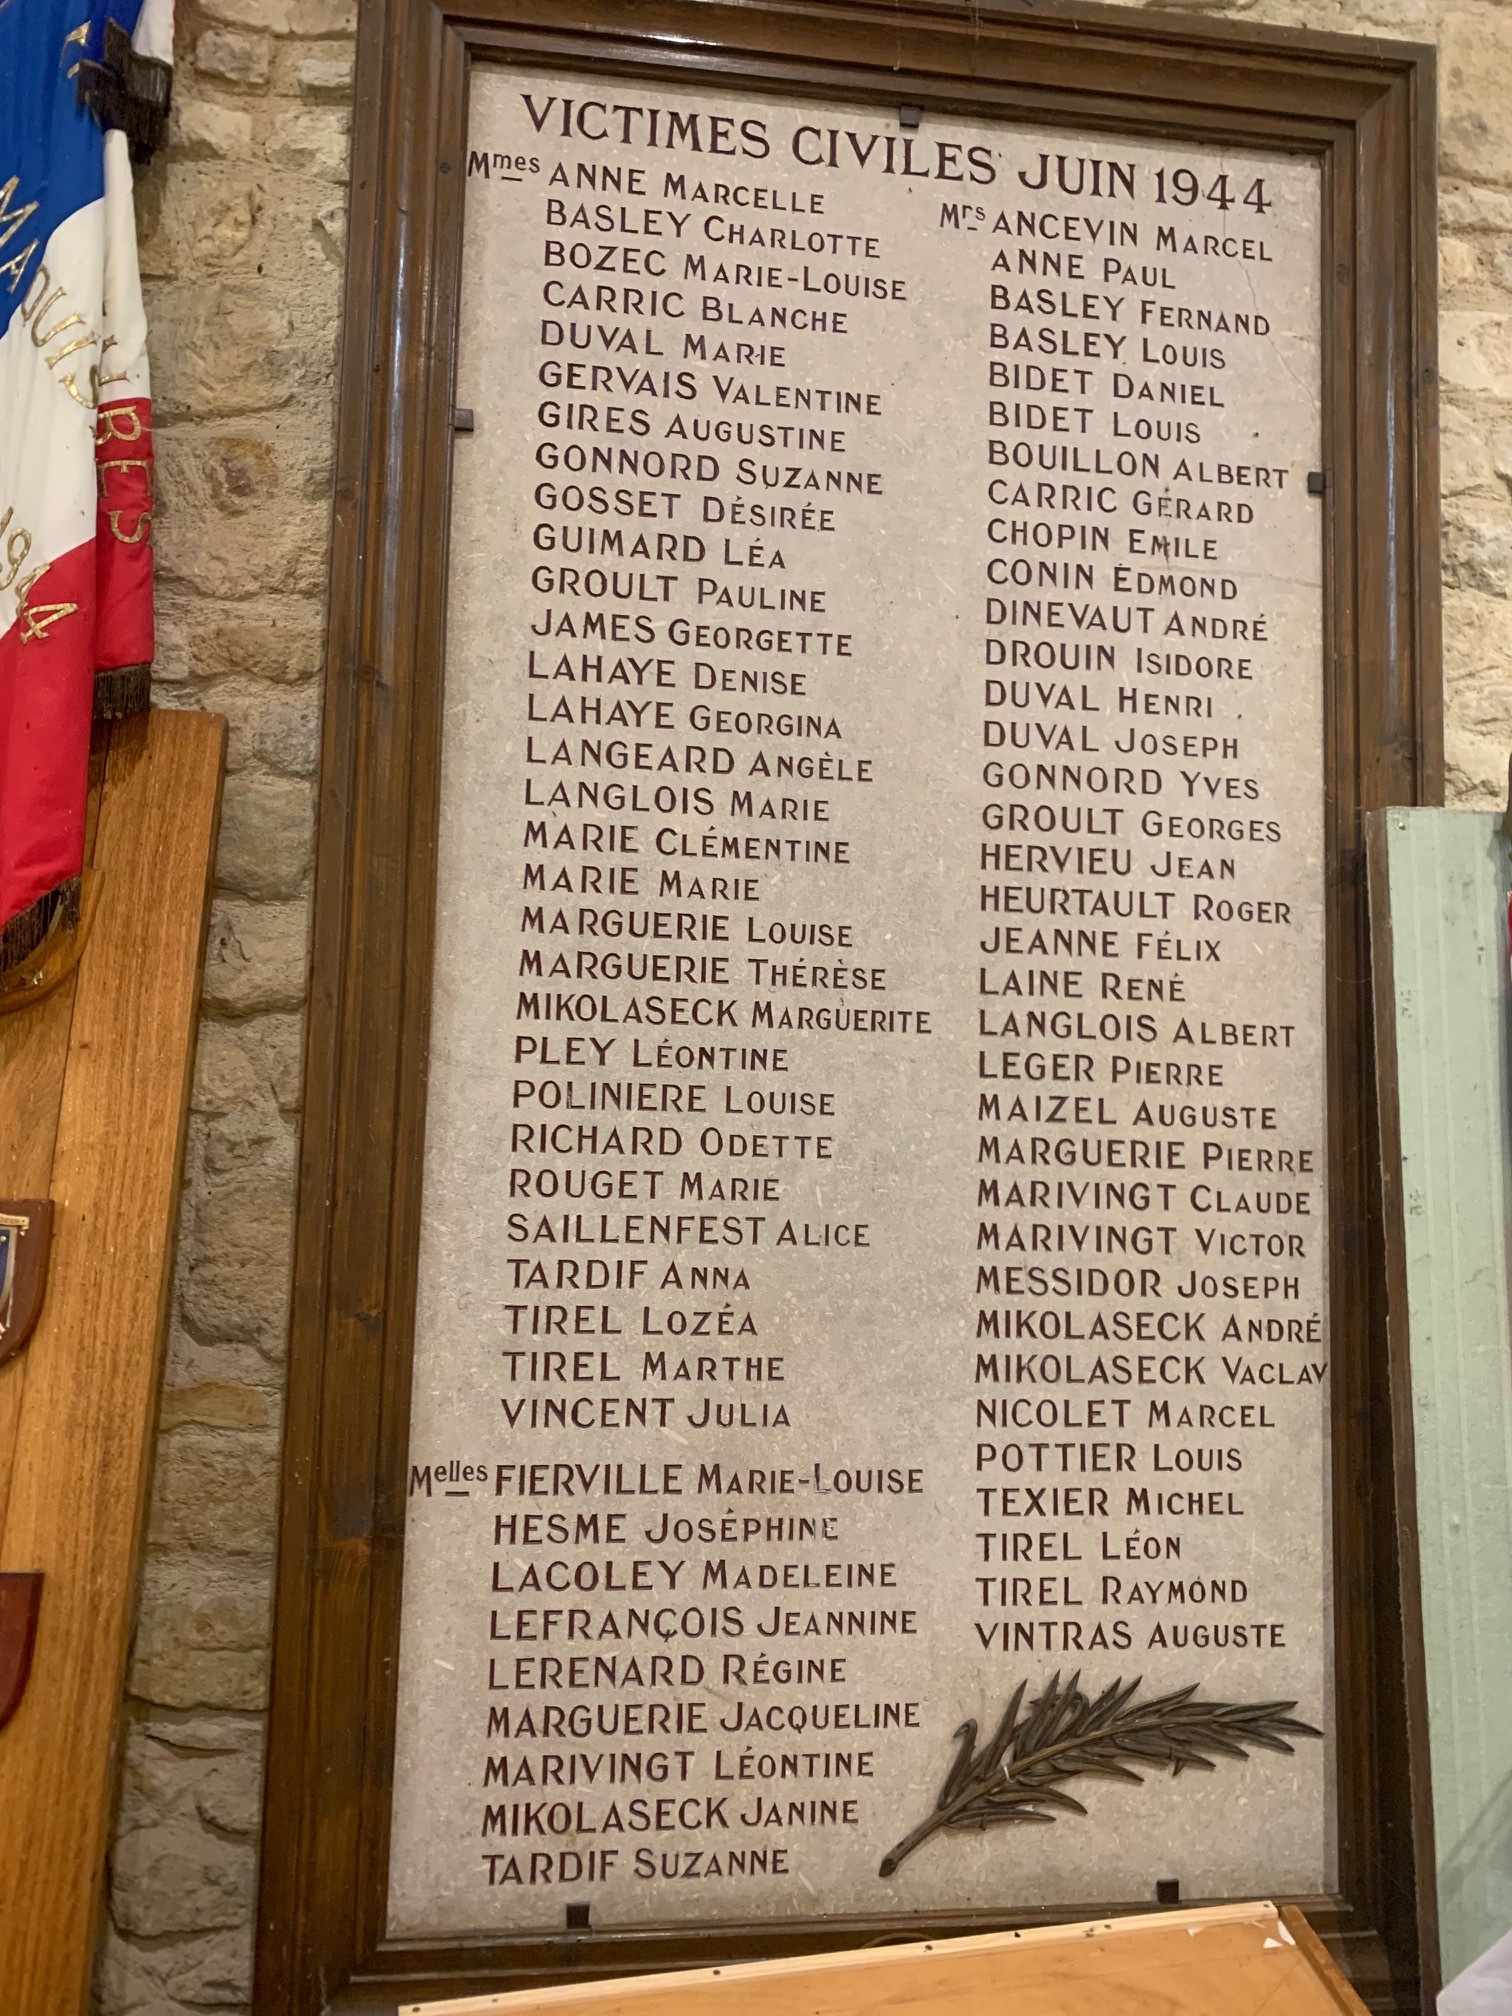 VICTIMES CIVILES JUIN 1944
Mmes ANNE MARCELLE
BASLEY CHARLOTTE
BOZEC MARIE-LOUISE
CARRIC BLANCHE
DUVAL MARIE
GERVAIS VALENTINE
GIRES AUGUSTINE
GONNORD SUZANNE
GOSSET DÉSIRÉE
GUIMARD LÉA
GROULT PAULINE
JAMES GEORGETTE
LAHAYE DENISE
LAHAYE GEORGINA
LANGEARD ANGÈLE
LANGLOIS MARIE
MARIE CLÉMENTINE
MARIE MARIE
MARGUERIE LOUISE
MARGUERIE THÉRÈSE
MIKOLASECK MARGUERITE
PLEY LÉONTINE
POLINIERE LOUISE
RICHARD ODETTE
ROUGET MARIE
SAILLENFEST ALICE
TARDIF ANNA
TIREL LOZÉA
TIREL MARTHE
VINCENT JULIA
Melles FIERVILLE MARIE-LOUISE
HESME JOSÉPHINE
LACOLEY MADELEINE
LEFRANÇOIS JEANNINE
LERENARD RÉGINE
MARGUERIE JACQUELINE
MARIVINGT LÉONTINE
MIKOLASECK JANINE
TARDIF SUZANNE
Mrs ANCEVIN MARCEL
ANNE PAUL
BASLEY FERNAND
BASLEY LOUIS
BIDET DANIEL
BIDET LOUIS
BOUILLON ALBERT
CARRIC GÉRARD
CHOPIN EMILE
CONIN EDMOND
DINEVAUT ANDRÉ
DROUIN ISIDORE
DUVAL HENRI
DUVAL JOSEPH
GONNORD YVES
GROULT GEORGES
HERVIEU JEAN
HEURTAULT ROGER
JEANNE FÉLIX
LAINE RENÉ
LANGLOIS ALBERT
LEGER PIERRE
MAIZEL AUGUSTE
MARGUERIE PIERRE
MARIVINGT CLAUDE
MARIVINGT VICTOR
MESSIDOR JOSEPH
MIKOLASECK ANDRÉ
MIKOLASECK VACLAV
NICOLET MARCEL
POTTIER LOUIS
TEXIER MICHEL
TIREL LÉON
TIREL RAYMOND
VINTRAS AUGUSTE
MAQUIS
1944